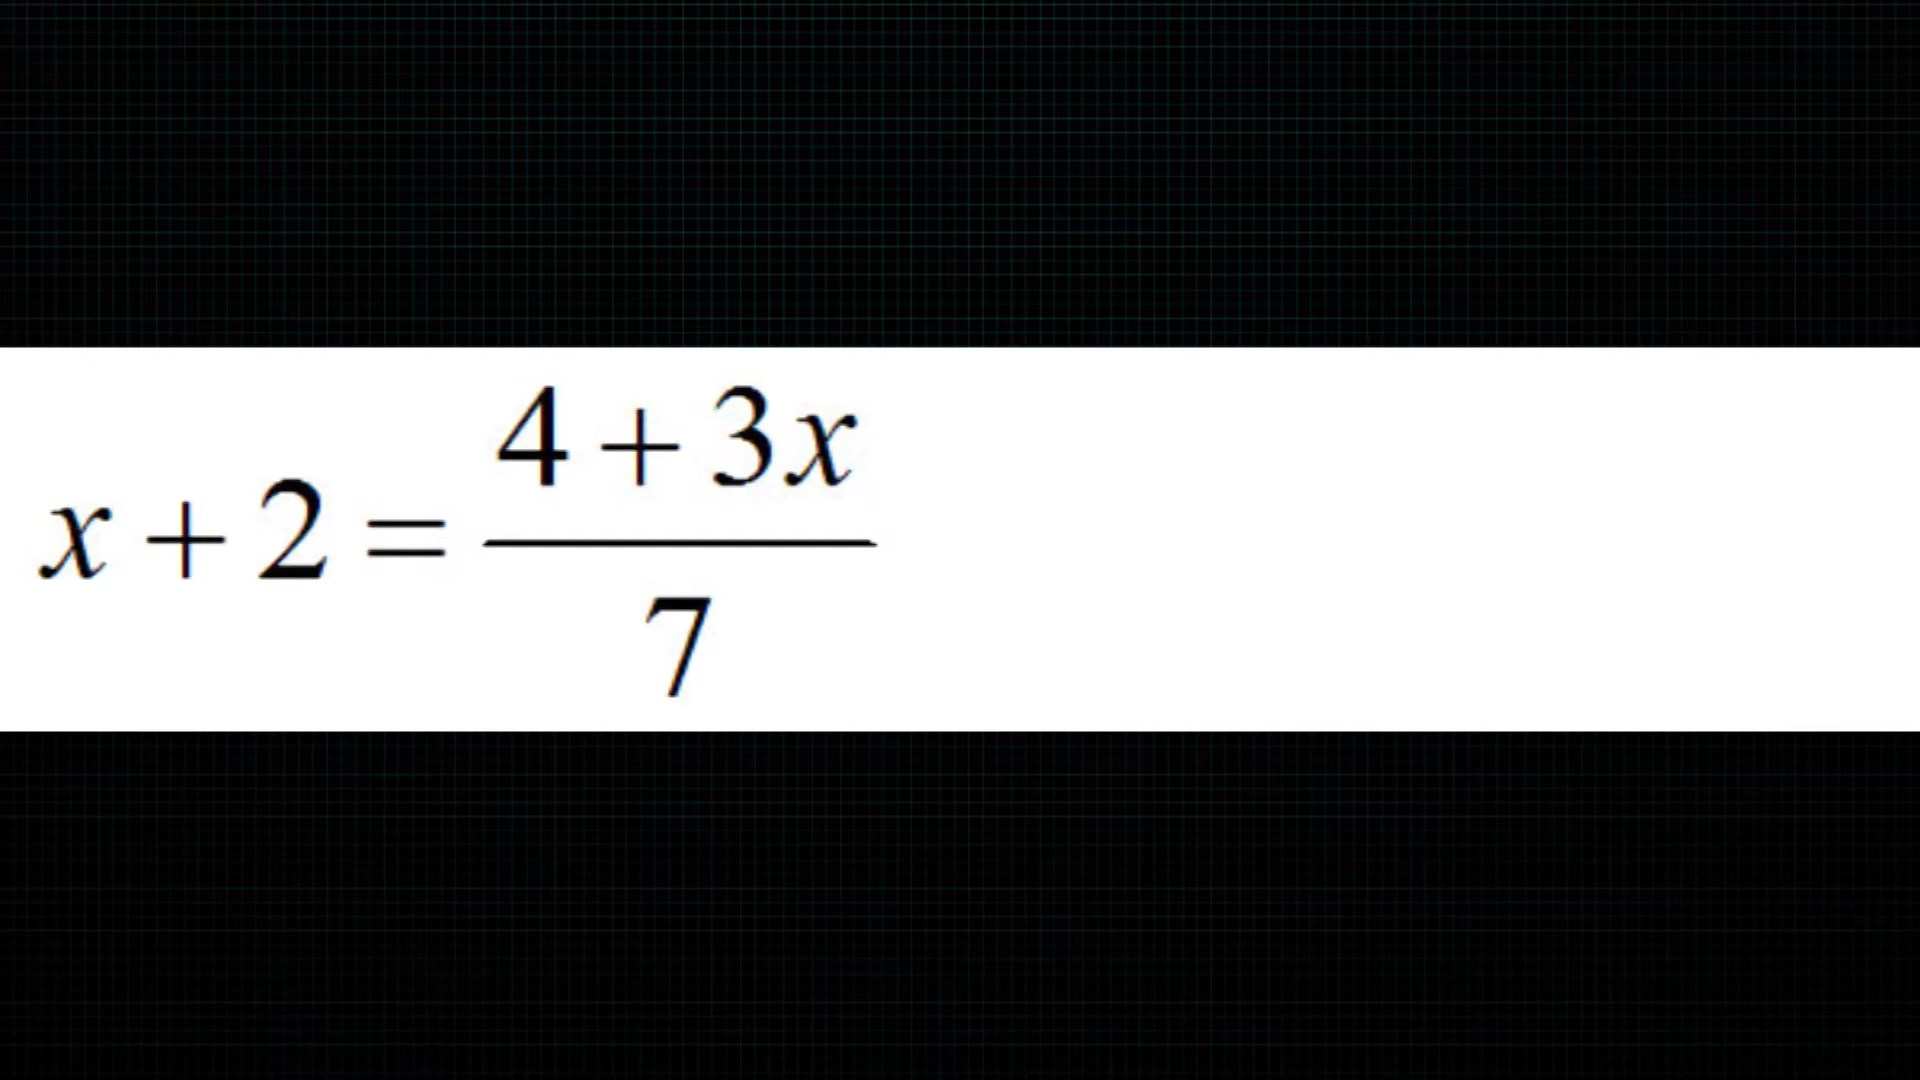 x + 2 = (4 + 3x) / 7